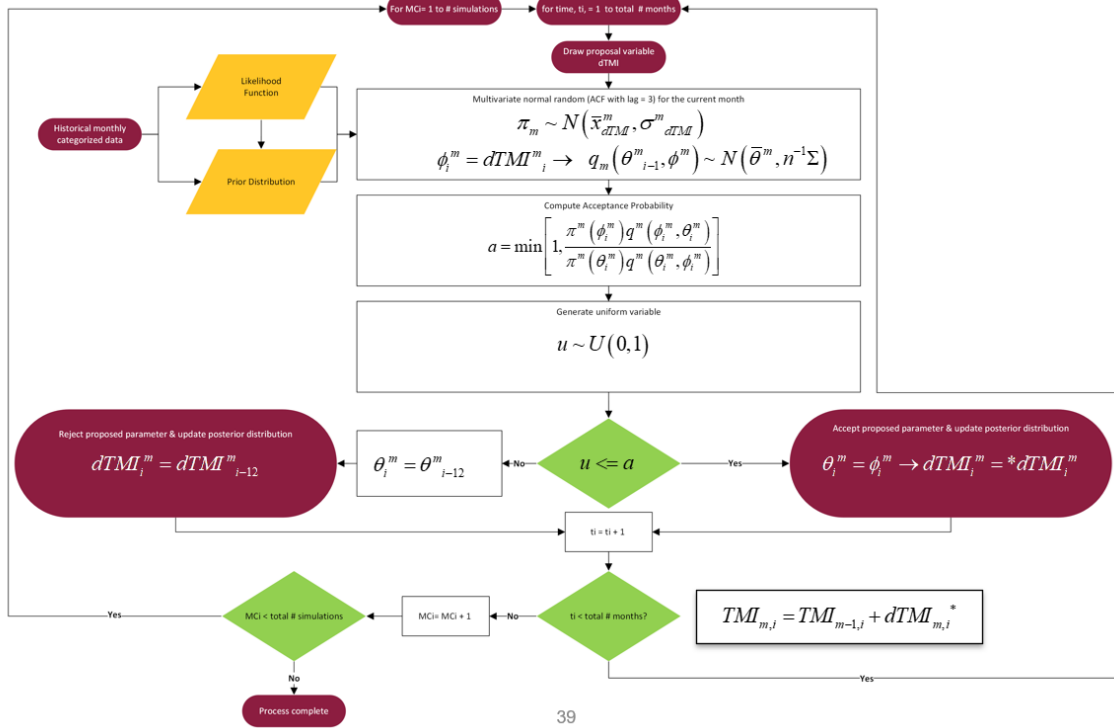 For MCi= 1 to # simulations
for time, ti, = 1 to total # months
Draw proposal variable
dTMI
Likelihood
Function
Historical monthly
categorized data
Prior Distribution
Multivariate normal random (ACF with lag = 3) for the current month
π_m ~ N(x̄^m_dTMI, σ^m_dTMI)
ϕ_i^m = dTMI^m_i → q_m(θ^m_{i-1}, ϕ^m) ~ N(θ̄^m, n^{-1}Σ)
Compute Acceptance Probability
a = min[1, π^m(ϕ_i^m) q^m(ϕ_i^m, θ_i^m) / π^m(θ_i^m) q^m(θ_i^m, ϕ_i^m)]
Generate uniform variable
u ~ U(0,1)
Reject proposed parameter & update posterior distribution
dTMI_i^m = dTMI^m_{i-12}
θ_i^m = θ^m_{i-12}
No
u <= a
Yes
Accept proposed parameter & update posterior distribution
θ_i^m = ϕ_i^m → dTMI_i^m = *dTMI_i^m
ti = ti + 1
Yes
MCi < total # simulations
MCi= MCi + 1
No
ti < total # months?
TMI_{m,i} = TMI_{m-1,i} + dTMI_{m,i}^*
No
Yes
Process complete
39